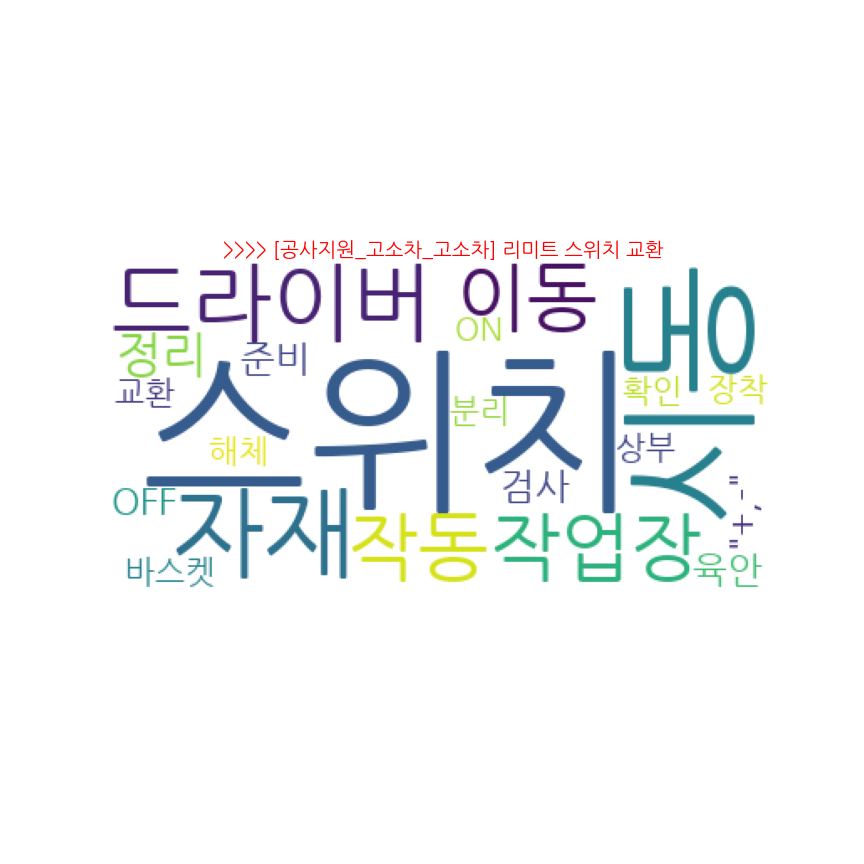 >>>> [공사지원_고소차_고소차] 리미트 스위치 교환
드라이버 이동 시동
ON
정리 준비
교환 스위치 분리 확인 장착
해체 상부
검사
OFF 자재 작동 작업장 "+,-"
바스켓 육안